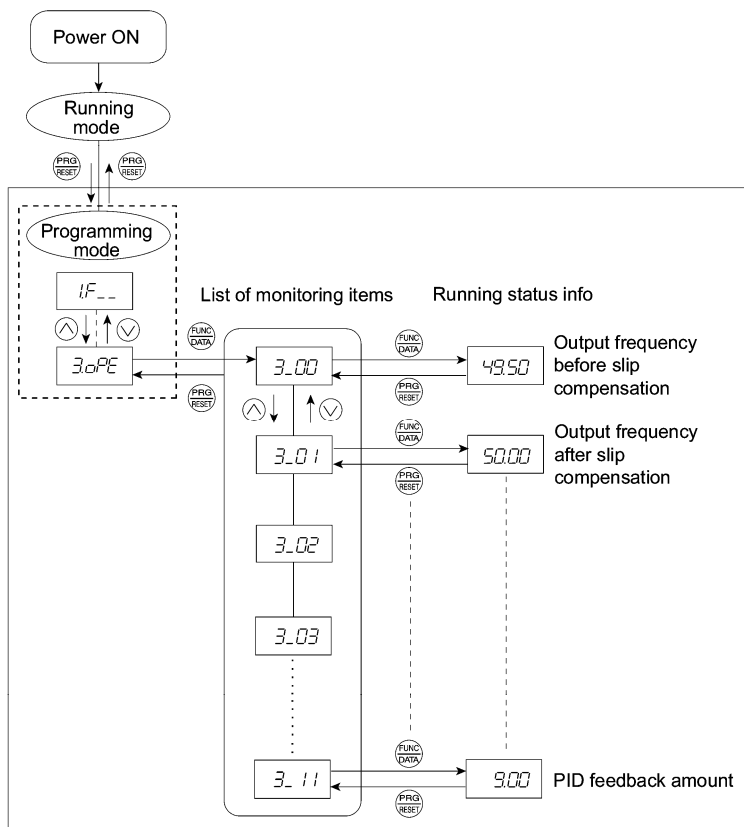 Power ON
Running
mode
PRG
RESET
PRG
RESET
Programming
mode
1.F__
3.oPE
List of monitoring items
Running status info
FUNC
DATA
PRG
RESET
3_00
FUNC
DATA
PRG
RESET
49.50
Output frequency
before slip
compensation
3_01
FUNC
DATA
PRG
RESET
50.00
Output frequency
after slip
compensation
3_02
3_03
3_11
FUNC
DATA
PRG
RESET
9.00
PID feedback amount